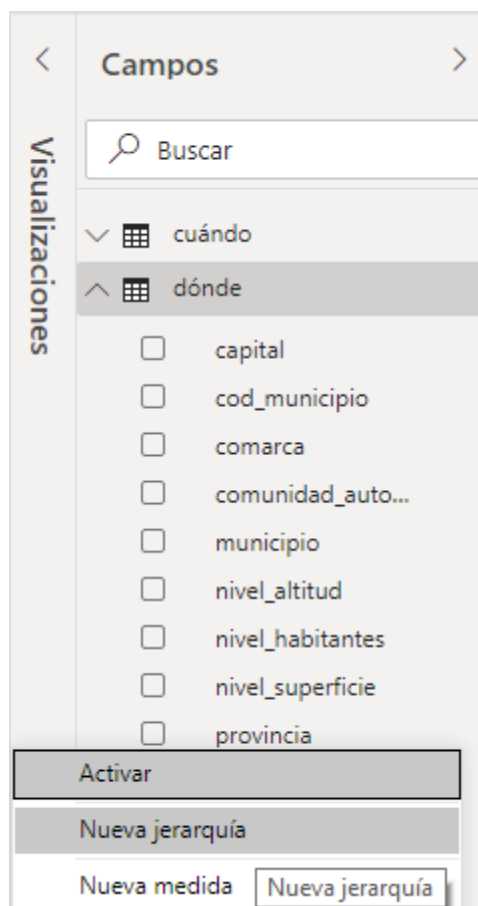 Campos
Visualizaciones
Buscar
cuándo
dónde
capital
cod_municipio
comarca
comunidad_auto...
municipio
nivel_altitud
nivel_habitantes
nivel_superficie
provincia
Activar
Nueva jerarquía
Nueva medida
Nueva jerarquía